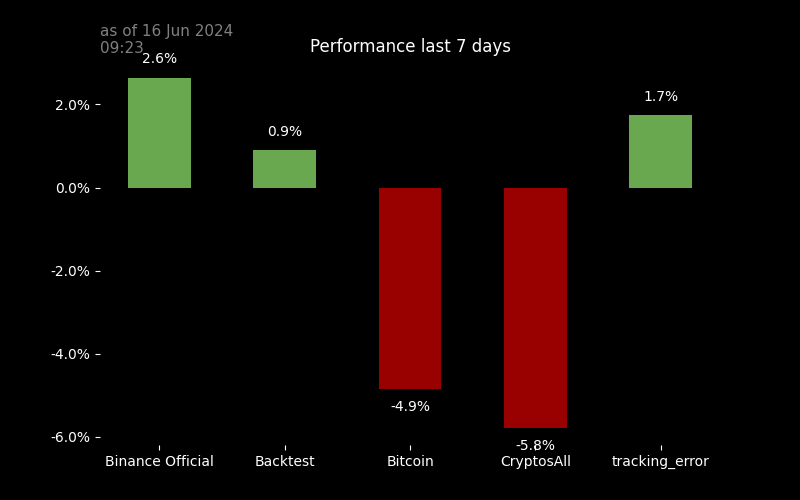 as of 16 Jun 2024
09:23
Performance last 7 days
2.6%
0.9%
-4.9%
-5.8%
1.7%
2.0%
0.0%
-2.0%
-4.0%
-6.0%
Binance Official
Backtest
Bitcoin
CryptosAll
tracking_error